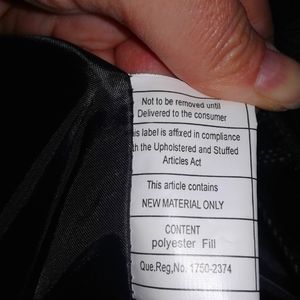 Not to be removed until
Delivered to the consumer
is label is affixed in compliance
th the Upholstered and Stuffed
Articles Act
This article contains
NEW MATERIAL ONLY
CONTENT
polyester Fill
Que,Reg,No. 1750-2374